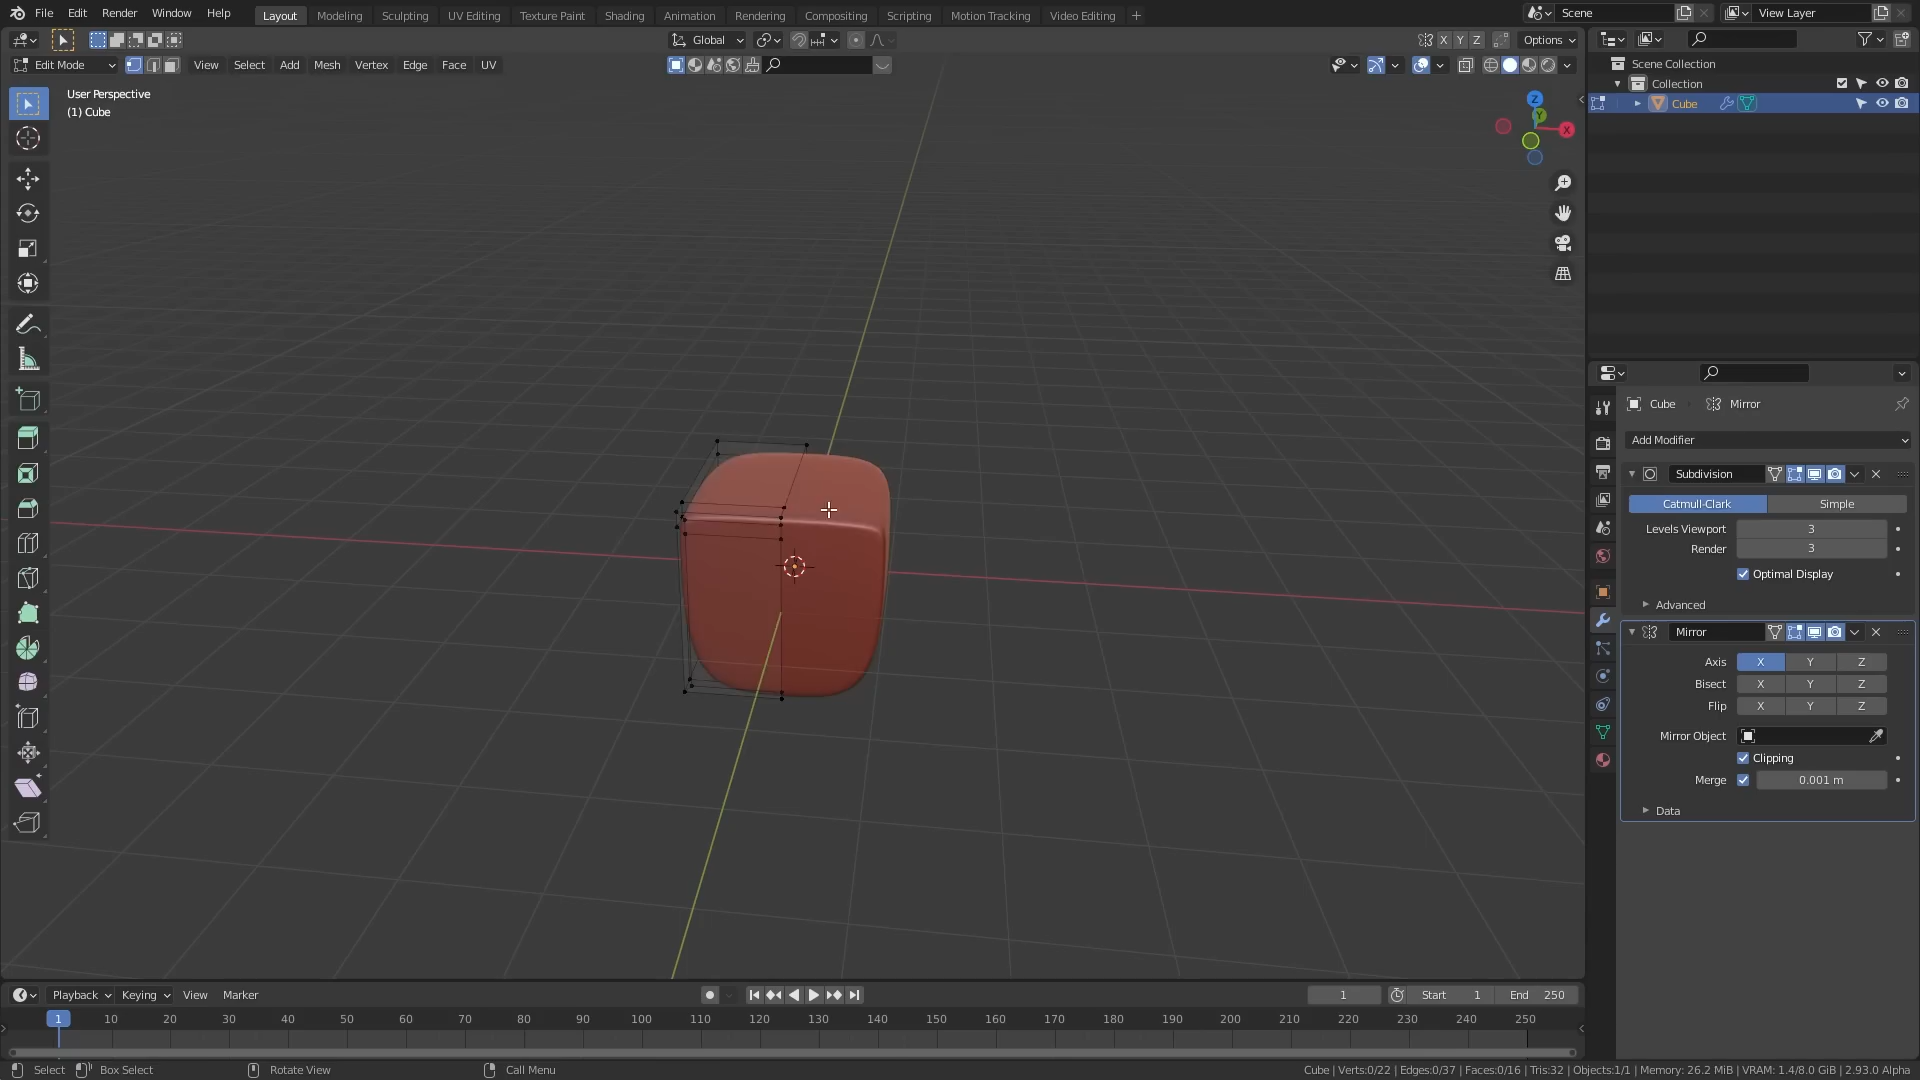 File Edit Render Window Help Layout Modeling Sculpting UV Editing Texture Paint Shading Animation Rendering Compositing Scripting Motion Tracking Video Editing + Scene View Layer
Global X Y Z Options
Edit Mode View Select Add Mesh Vertex Edge Face UV
User Perspective
(1) Cube
Z
Y
X
Scene Collection
Collection
Cube
Cube Mirror
Add Modifier
Subdivision
Catmull-Clark Simple
Levels Viewport 3
Render 3
Optimal Display
Advanced
Mirror
Axis X Y Z
Bisect X Y Z
Flip X Y Z
Mirror Object
Clipping
Merge 0.001 m
Data
Playback Keying View Marker 1 Start 1 End 250
1 10 20 30 40 50 60 70 80 90 100 110 120 130 140 150 160 170 180 190 200 210 220 230 240 250
Select Box Select Rotate View Call Menu Cube | Verts:0/22 | Edges:0/37 | Faces:0/16 | Tris:32 | Objects:1/1 | Memory: 26.2 MiB | VRAM: 1.4/8.0 GiB | 2.93.0 Alpha